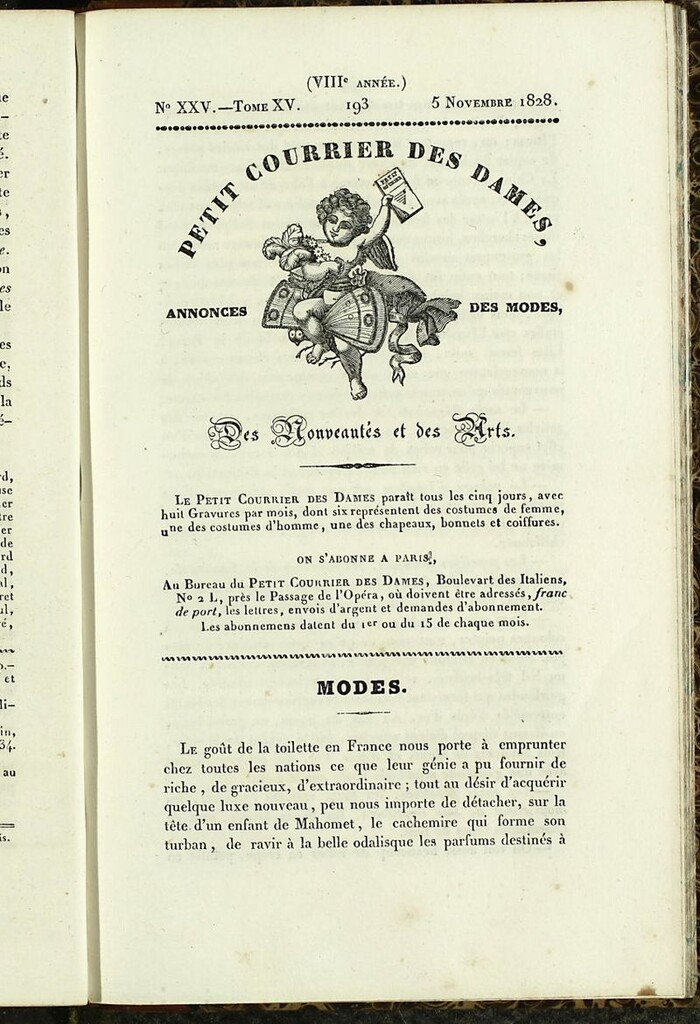 (VIIIe ANNÉE.)
No XXV.—TOME XV. 193 5 NOVEMBRE 1828.
PETIT COURRIER DES DAMES,
PETIT
ANNONCES DES MODES,
Des Nouveautés et des Arts.
LE PETIT COURRIER DES DAMES paraît tous les cinq jours, avec
huit Gravures par mois, dont six représentent des costumes de femme,
une des costumes d'homme, une des chapeaux, bonnets et coiffures.
ON S'ABONNE A PARIS,
Au Bureau du PETIT COURRIER DES DAMES, Boulevart des Italiens,
No 2 L, près le Passage de l'Opéra, où doivent être adressés, franc
de port, les lettres, envois d'argent et demandes d'abonnement.
Les abonnemens datent du 1er ou du 15 de chaque mois.
MODES.
LE goût de la toilette en France nous porte à emprunter
chez toutes les nations ce que leur génie a pu fournir de
riche, de gracieux, d'extraordinaire ; tout au désir d'acquérir
quelque luxe nouveau, peu nous importe de détacher, sur la
tête d'un enfant de Mahomet, le cachemire qui forme son
turban, de ravir à la belle odalisque les parfums destinés à